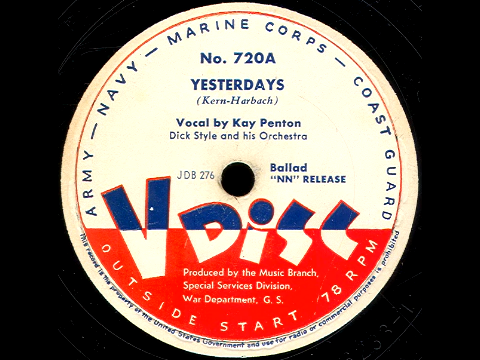 ARMY — NAVY — MARINE CORPS — COAST GUARD
No. 720A
YESTERDAYS
(Kern-Harbach)
Vocal by Kay Penton
Dick Style and his Orchestra
JDB 276
Ballad
"NN" RELEASE
V DISC
Produced by the Music Branch,
Special Services Division,
War Department, G. S.
OUTSIDE START 78 RPM
This record is the property of the United States Government and use for radio or commercial purposes is prohibited